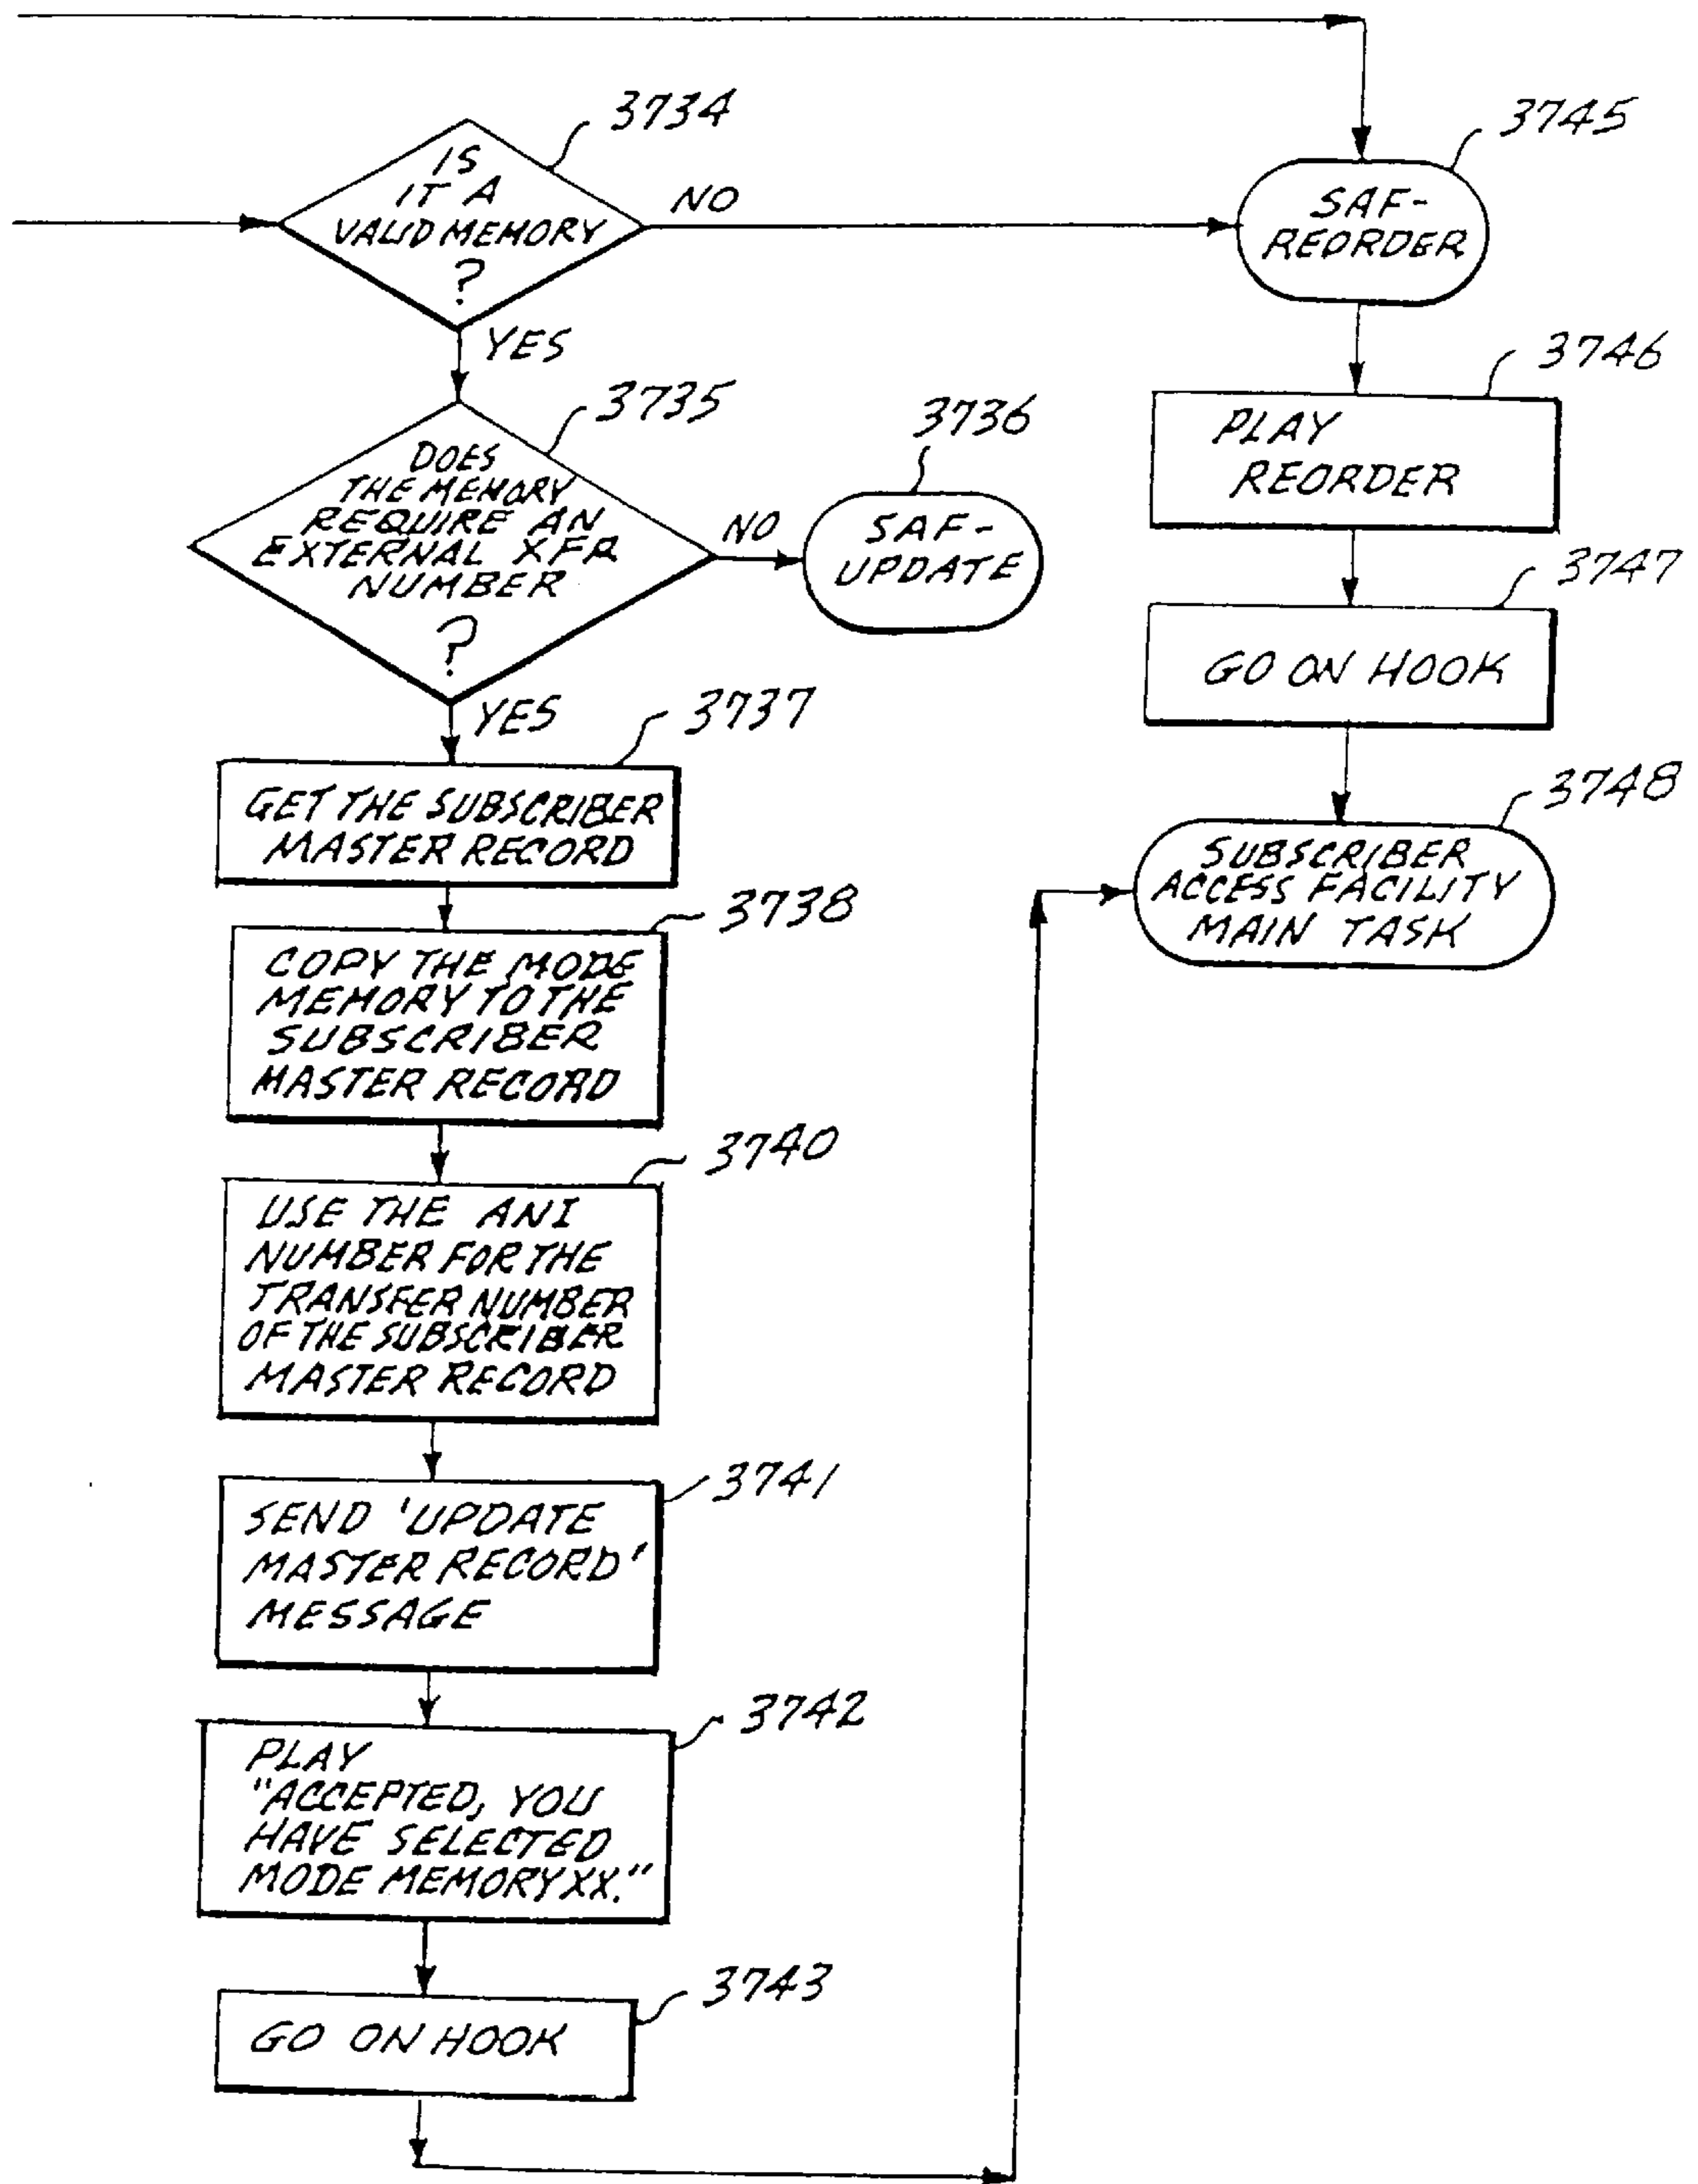 3734
IS
IT A
VALID MEMORY
?
NO
YES
3745
SAF-
REORDER
3746
PLAY
REORDER
3735
DOES
THE MEMORY
REQUIRE AN
EXTERNAL XFR
NUMBER
?
NO
YES
3736
SAF-
UPDATE
3747
GO ON HOOK
3737
GET THE SUBSCRIBER
MASTER RECORD
3748
SUBSCRIBER
ACCESS FACILITY
MAIN TASK
3738
COPY THE MODE
MEMORY TO THE
SUBSCRIBER
MASTER RECORD
3740
USE THE ANI
NUMBER FOR THE
TRANSFER NUMBER
OF THE SUBSCRIBER
MASTER RECORD
3741
SEND 'UPDATE
MASTER RECORD'
MESSAGE
3742
PLAY
"ACCEPTED, YOU
HAVE SELECTED
MODE MEMORY XX."
3743
GO ON HOOK